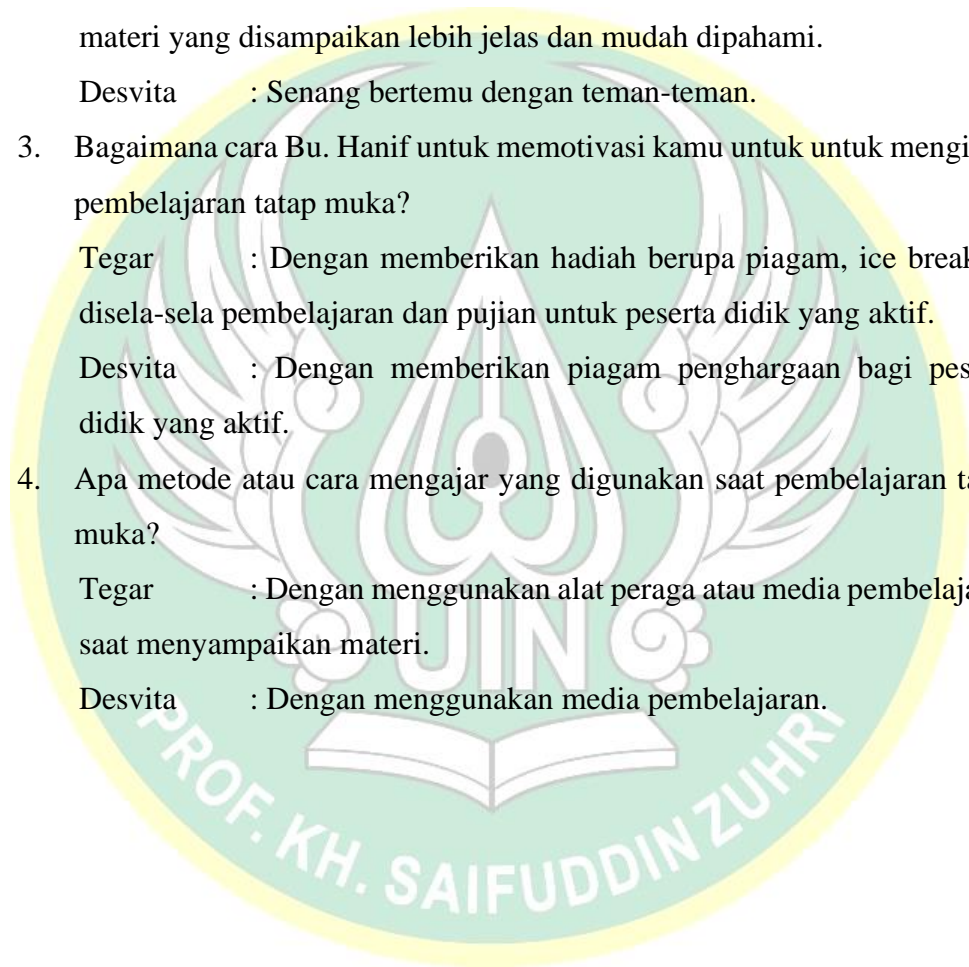 materi yang disampaikan lebih jelas dan mudah dipahami.
Desvita : Senang bertemu dengan teman-teman.
3. Bagaimana cara Bu. Hanif untuk memotivasi kamu untuk untuk mengi
pembelajaran tatap muka?
Tegar : Dengan memberikan hadiah berupa piagam, ice break
disela-sela pembelajaran dan pujian untuk peserta didik yang aktif.
Desvita : Dengan memberikan piagam penghargaan bagi pes
didik yang aktif.
4. Apa metode atau cara mengajar yang digunakan saat pembelajaran ta
muka?
Tegar : Dengan menggunakan alat peraga atau media pembelaja
saat menyampaikan materi.
Desvita : Dengan menggunakan media pembelajaran.
UIN
PROF. KH. SAIFUDDIN ZUHRI